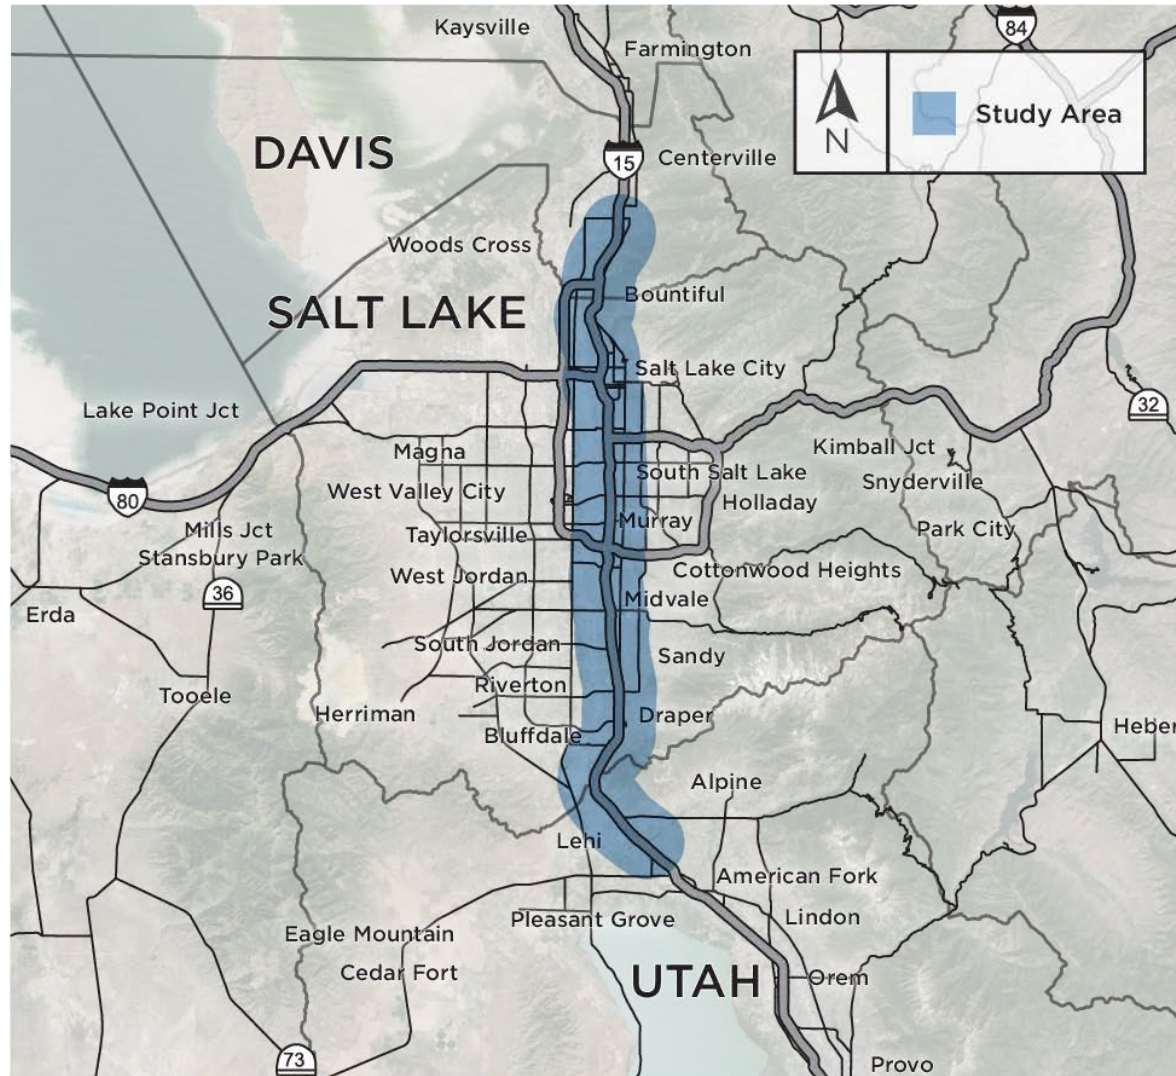 Kaysville
84
Farmington
N
Study Area
DAVIS
15
Centerville
Woods Cross
Bountiful
SALT LAKE
Salt Lake City
Lake Point Jct
32
Magna
Kimball Jct
South Salt Lake
Snyderville
West Valley City
80
Holladay
Mills Jct
Murray
Park City
Taylorsville
Stansbury Park
Cottonwood Heights
West Jordan
36
Midvale
Erda
South Jordan
Sandy
Riverton
Tooele
Herriman
Draper
Heber
Bluffdale
Alpine
Lehi
American Fork
Pleasant Grove
Lindon
Eagle Mountain
Cedar Fort
UTAH
Orem
73
Provo